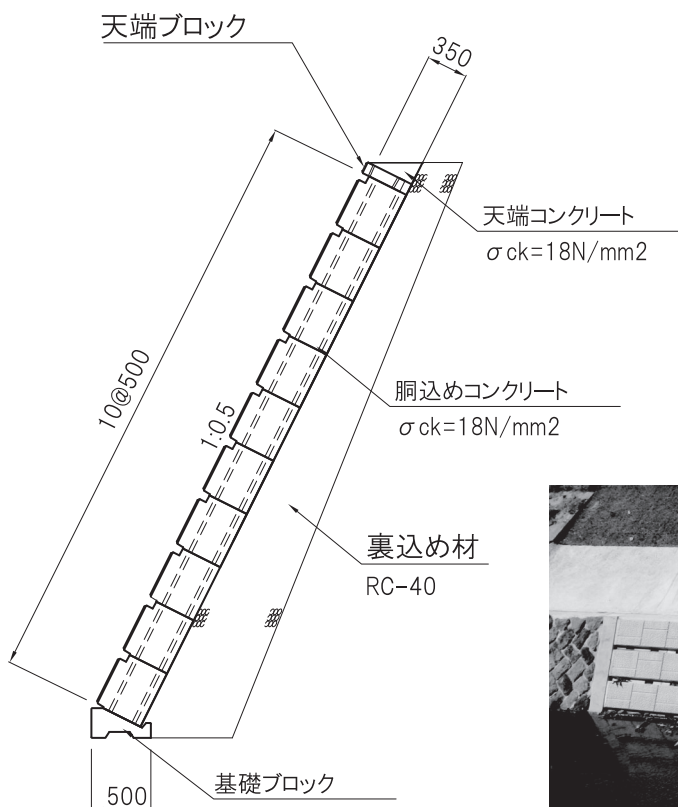 天端ブロック
350
天端コンクリート
σck=18N/mm2
10@500
1:0.5
胴込めコンクリート
σck=18N/mm2
裏込め材
RC-40
基礎ブロック
500